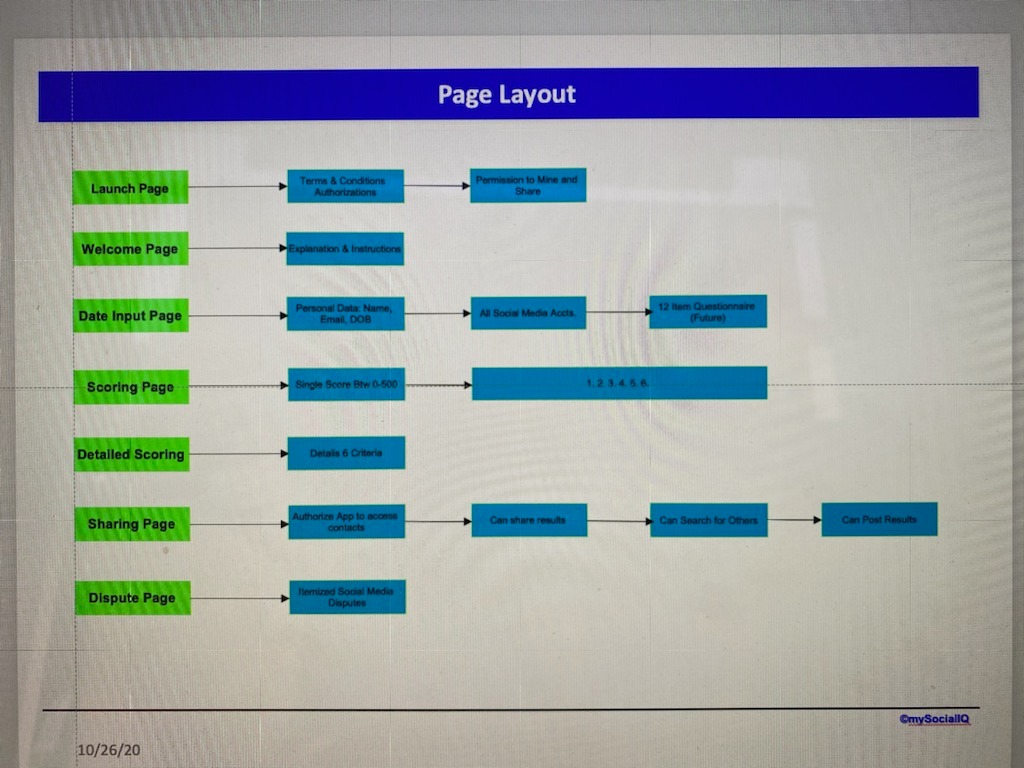 Page Layout
Launch Page
Terms & Conditions
Authorizations
Permission to Mine and
Share
Welcome Page
Explanation & Instructions
Date Input Page
Personal Data: Name,
Email, DOB
All Social Media Accts.
12 Item Questionnaire
(Future)
Scoring Page
Single Score Btw 0-500
1. 2. 3. 4. 5. 6.
Detailed Scoring
Details 6 Criteria
Sharing Page
Authorize App to access
contacts
Can share results
Can Search for Others
Can Post Results
Dispute Page
Itemized Social Media
Disputes
©mySocialIQ
10/26/20